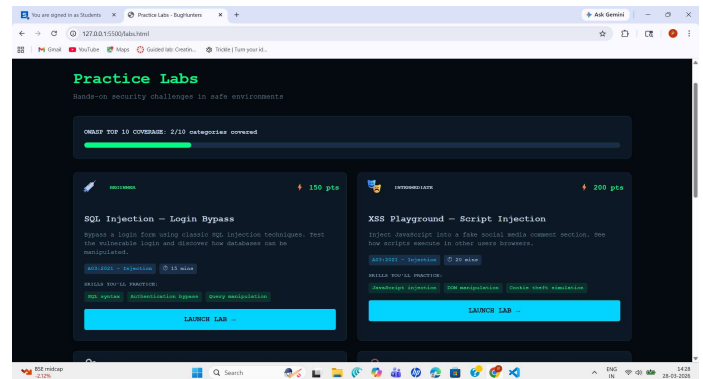 You are signed in as Students
Practice Labs - BugHunters
Ask Gemini
127.0.0.1:5500/labs.html
Gmail
YouTube
Maps
Guided lab: Creatin...
Trickle | Turn your id...
Practice Labs
Hands-on security challenges in safe environments
OWASP TOP 10 COVERAGE: 2/10 categories covered
BEGINNER
150 pts
SQL Injection — Login Bypass
Bypass a login form using classic SQL injection techniques. Test
the vulnerable login and discover how databases can be
manipulated.
A03:2021 – Injection
15 mins
SKILLS YOU'LL PRACTICE:
SQL syntax
Authentication bypass
Query manipulation
LAUNCH LAB →
INTERMEDIATE
200 pts
XSS Playground — Script Injection
Inject JavaScript into a fake social media comment section. See
how scripts execute in other users browsers.
A03:2021 – Injection
20 mins
SKILLS YOU'LL PRACTICE:
JavaScript injection
DOM manipulation
Cookie theft simulation
LAUNCH LAB →
BSE midcap
-2.12%
Search
ENG
IN
14:28
28-03-2026